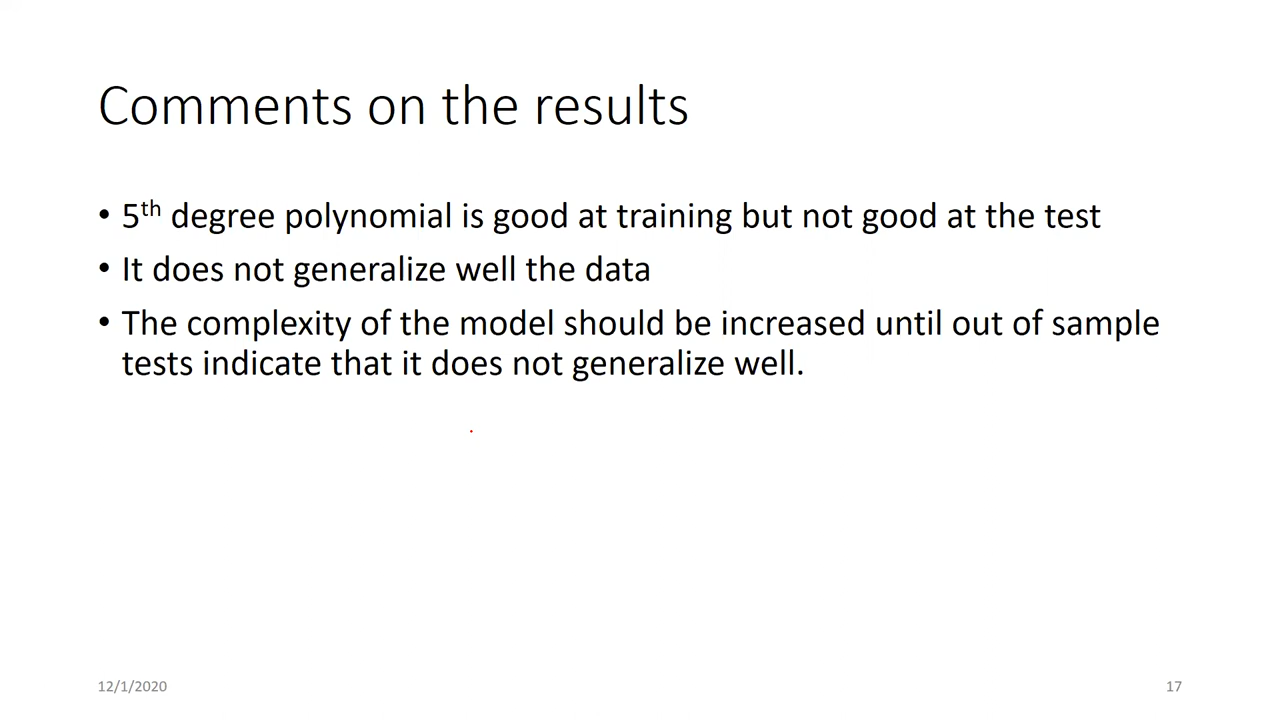 Comments on the results
• 5th degree polynomial is good at training but not good at the test
• It does not generalize well the data
• The complexity of the model should be increased until out of sample
tests indicate that it does not generalize well.
12/1/2020
17